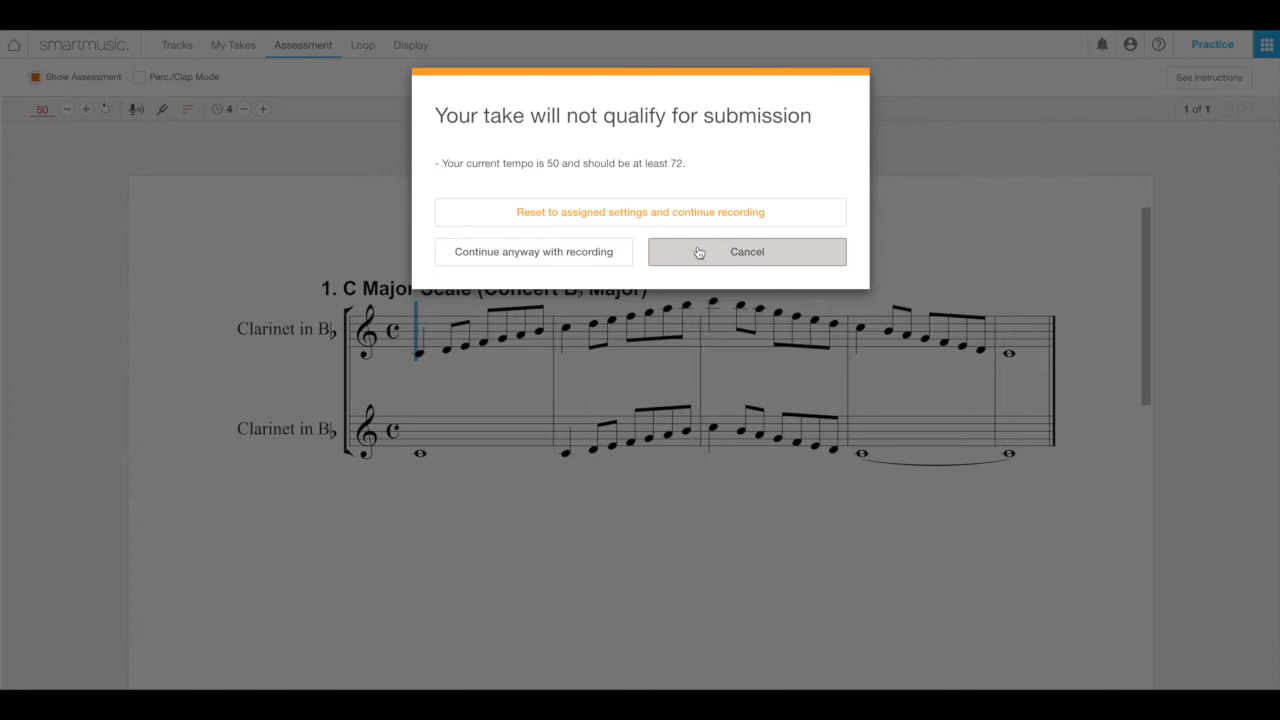 smartmusic.
Tracks My Takes Assessment Loop Display
Practice
Show Assessment Perc./Clap Mode
See Instructions
50 4
1 of 1
Your take will not qualify for submission
- Your current tempo is 50 and should be at least 72.
Reset to assigned settings and continue recording
Continue anyway with recording Cancel
1. C Major Scale (Concert B♭ Major)
Clarinet in B♭
Clarinet in B♭